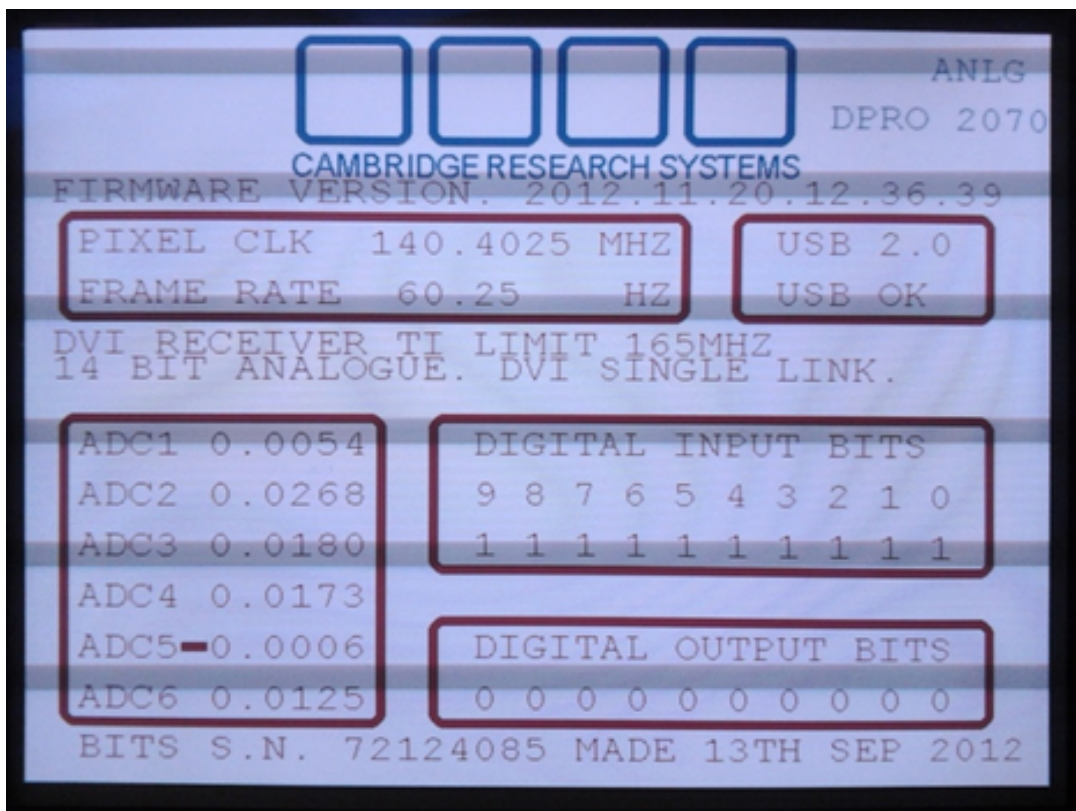 ANLG
DPRO 2070
CAMBRIDGE RESEARCH SYSTEMS
FIRMWARE VERSION. 2012.11.20.12.36.39
PIXEL CLK 140.4025 MHZ
FRAME RATE 60.25 HZ
USB 2.0
USB OK
DVI RECEIVER TI LIMIT 165MHZ
14 BIT ANALOGUE. DVI SINGLE LINK.
ADC1 0.0054
ADC2 0.0268
ADC3 0.0180
ADC4 0.0173
ADC5-0.0006
ADC6 0.0125
DIGITAL INPUT BITS
9 8 7 6 5 4 3 2 1 0
1 1 1 1 1 1 1 1 1 1
DIGITAL OUTPUT BITS
0 0 0 0 0 0 0 0 0 0
BITS S.N. 72124085 MADE 13TH SEP 2012